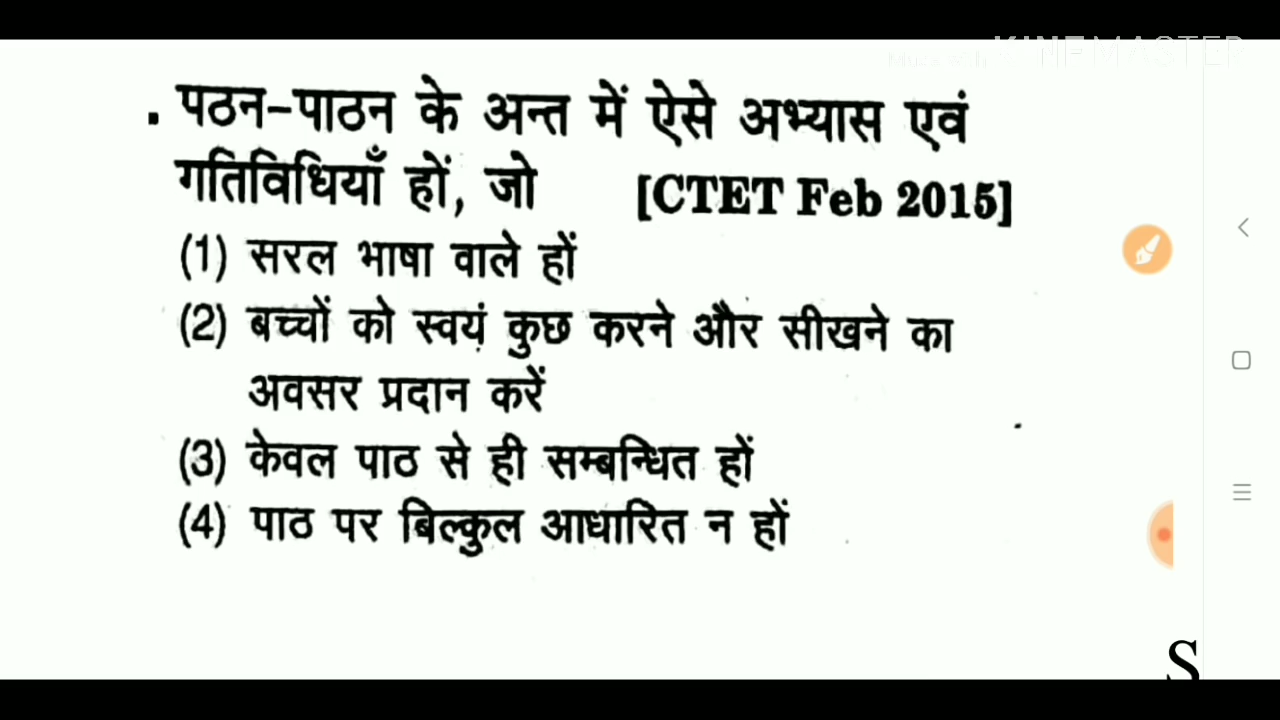 KINEMASTER
. पठन-पाठन के अन्त में ऐसे अभ्यास एवं
गतिविधियाँ हों, जो [CTET Feb 2015]
(1) सरल भाषा वाले हों
(2) बच्चों को स्वयं कुछ करने और सीखने का
अवसर प्रदान करें
(3) केवल पाठ से ही सम्बन्धित हों
(4) पाठ पर बिल्कुल आधारित न हों
S